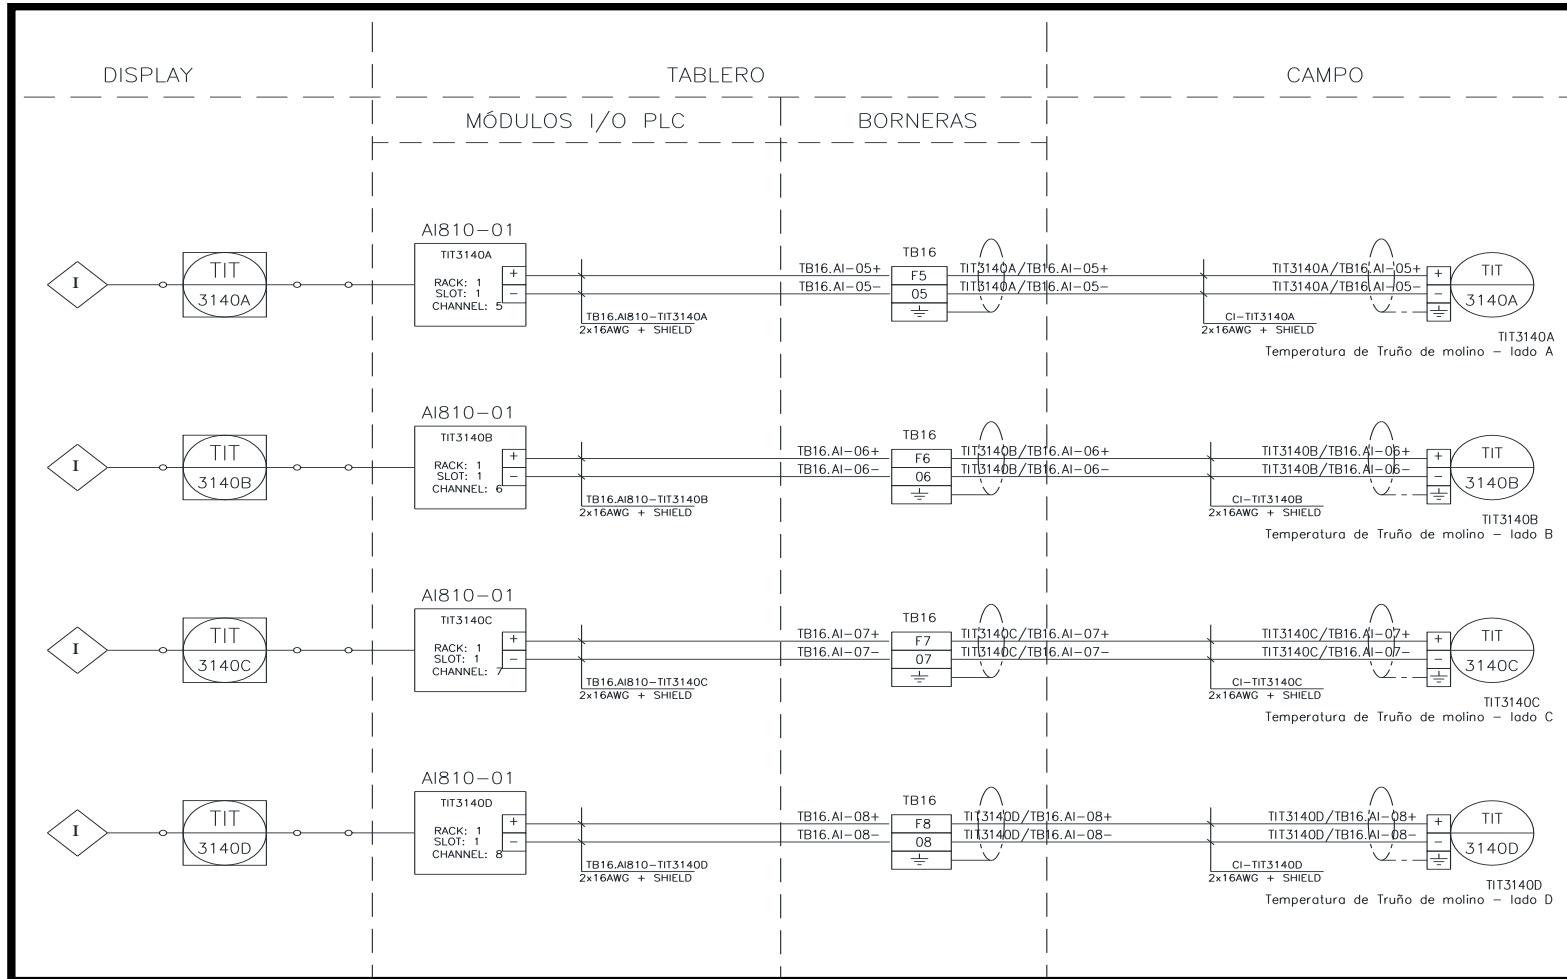 DISPLAY
TABLERO
CAMPO
MÓDULOS I/O PLC
BORNERAS
I
TIT
3140A
AI810-01
TIT3140A
RACK: 1
SLOT: 1
CHANNEL: 5
+
-
TB16.AI810-TIT3140A
2x16AWG + SHIELD
TB16.AI-05+
TB16.AI-05-
TB16
F5
05
TIT3140A/TB16.AI-05+
TIT3140A/TB16.AI-05-
CI-TIT3140A
2x16AWG + SHIELD
TIT3140A/TB16.AI-05+
TIT3140A/TB16.AI-05-
+
-
TIT
3140A
TIT3140A
Temperatura de Truño de molino - lado A
I
TIT
3140B
AI810-01
TIT3140B
RACK: 1
SLOT: 1
CHANNEL: 6
+
-
TB16.AI810-TIT3140B
2x16AWG + SHIELD
TB16.AI-06+
TB16.AI-06-
TB16
F6
06
TIT3140B/TB16.AI-06+
TIT3140B/TB16.AI-06-
CI-TIT3140B
2x16AWG + SHIELD
TIT3140B/TB16.AI-06+
TIT3140B/TB16.AI-06-
+
-
TIT
3140B
TIT3140B
Temperatura de Truño de molino - lado B
I
TIT
3140C
AI810-01
TIT3140C
RACK: 1
SLOT: 1
CHANNEL: 7
+
-
TB16.AI810-TIT3140C
2x16AWG + SHIELD
TB16.AI-07+
TB16.AI-07-
TB16
F7
07
TIT3140C/TB16.AI-07+
TIT3140C/TB16.AI-07-
CI-TIT3140C
2x16AWG + SHIELD
TIT3140C/TB16.AI-07+
TIT3140C/TB16.AI-07-
+
-
TIT
3140C
TIT3140C
Temperatura de Truño de molino - lado C
I
TIT
3140D
AI810-01
TIT3140D
RACK: 1
SLOT: 1
CHANNEL: 8
+
-
TB16.AI810-TIT3140D
2x16AWG + SHIELD
TB16.AI-08+
TB16.AI-08-
TB16
F8
08
TIT3140D/TB16.AI-08+
TIT3140D/TB16.AI-08-
CI-TIT3140D
2x16AWG + SHIELD
TIT3140D/TB16.AI-08+
TIT3140D/TB16.AI-08-
+
-
TIT
3140D
TIT3140D
Temperatura de Truño de molino - lado D